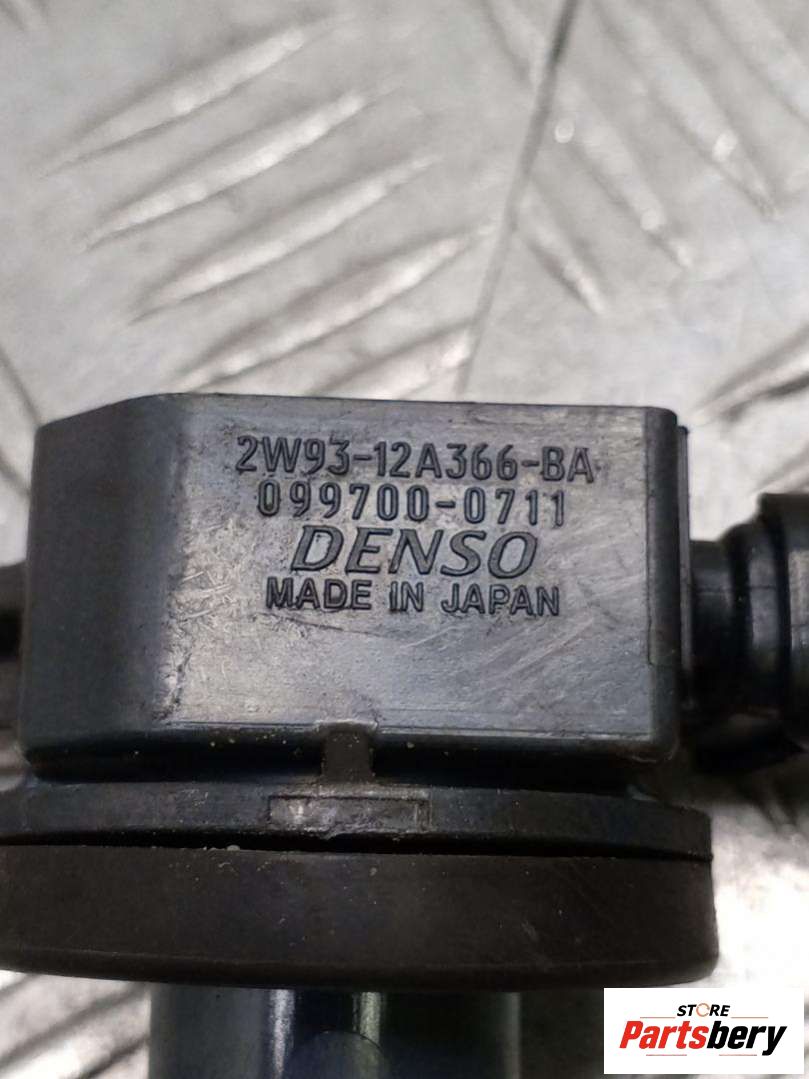 2W93-12A366-BA
099700-0711
DENSO
MADE IN JAPAN
STORE
Partsbery